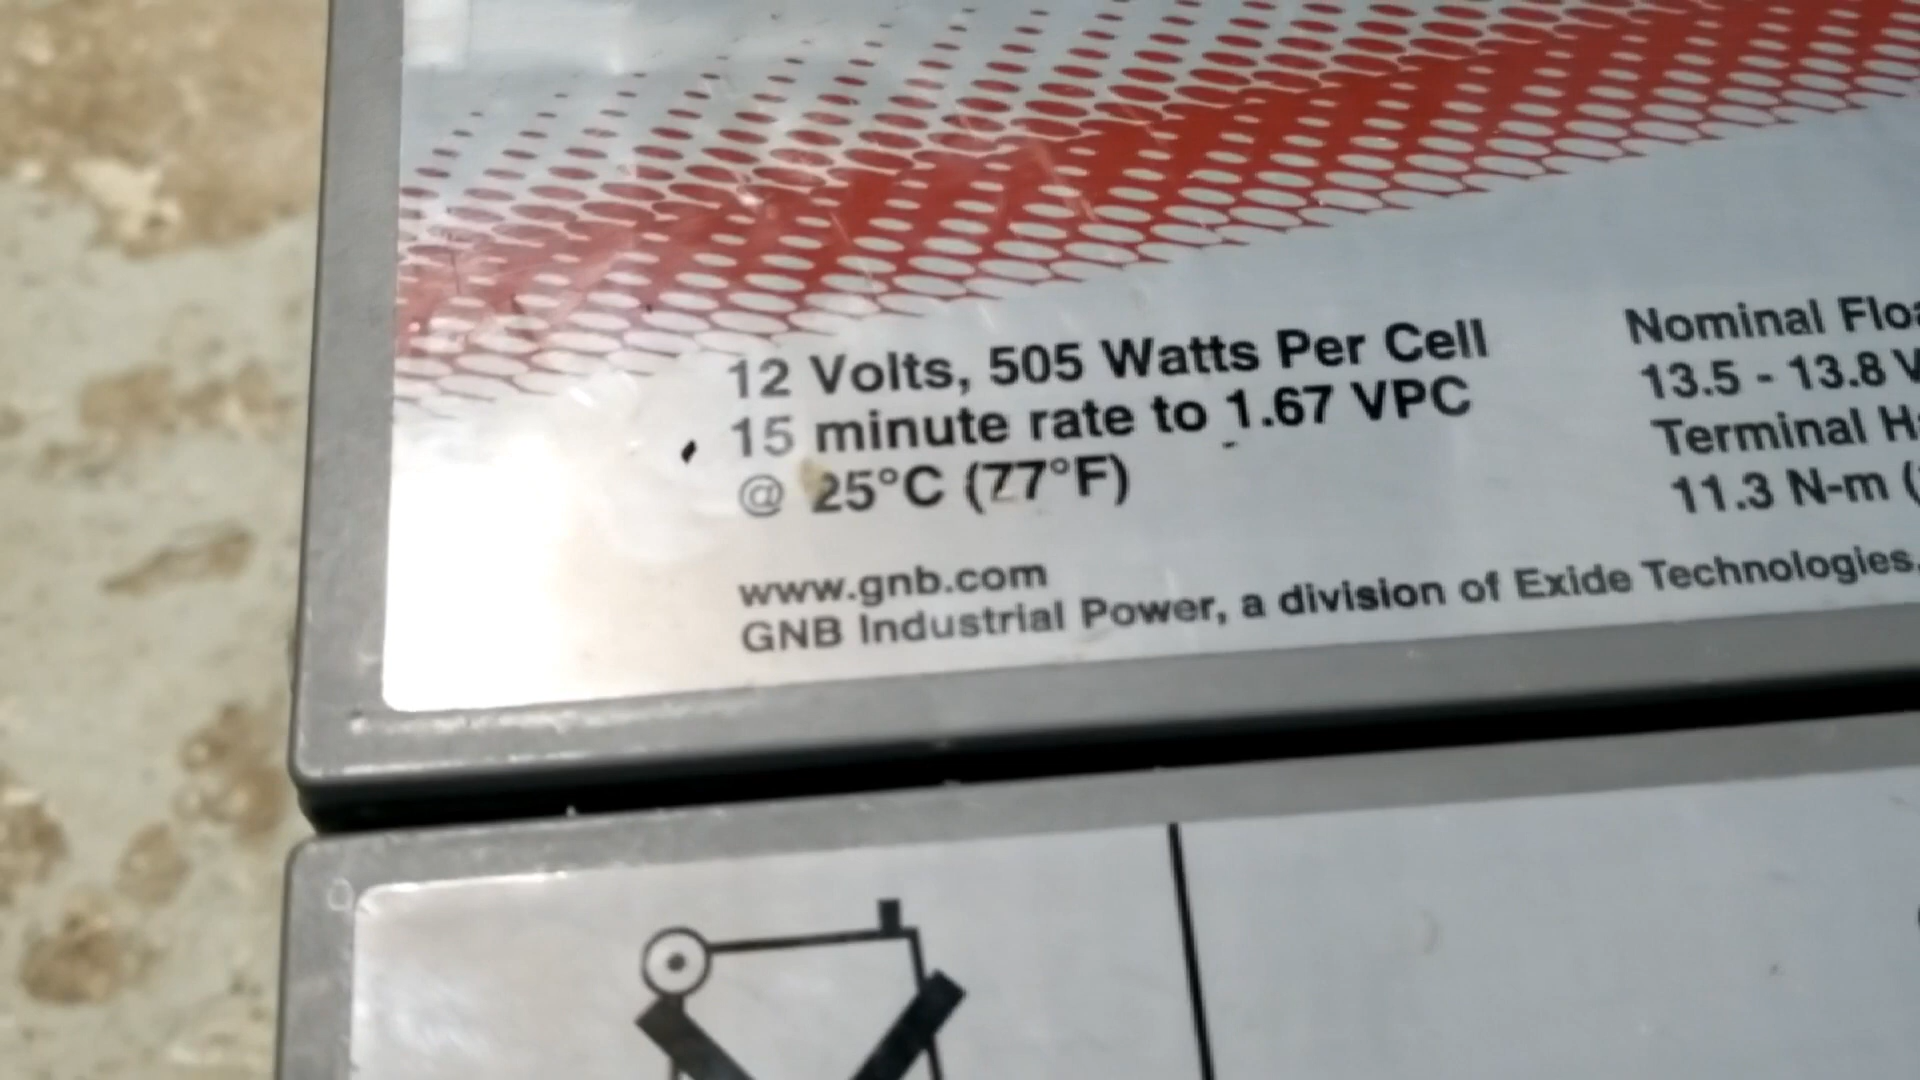 12 Volts, 505 Watts Per Cell
15 minute rate to 1.67 VPC
@ 25°C (77°F)
Nominal
13.5 - 13.8
Terminal
11.3 N-m
www.gnb.com
GNB Industrial Power, a division of Exide Technologies.